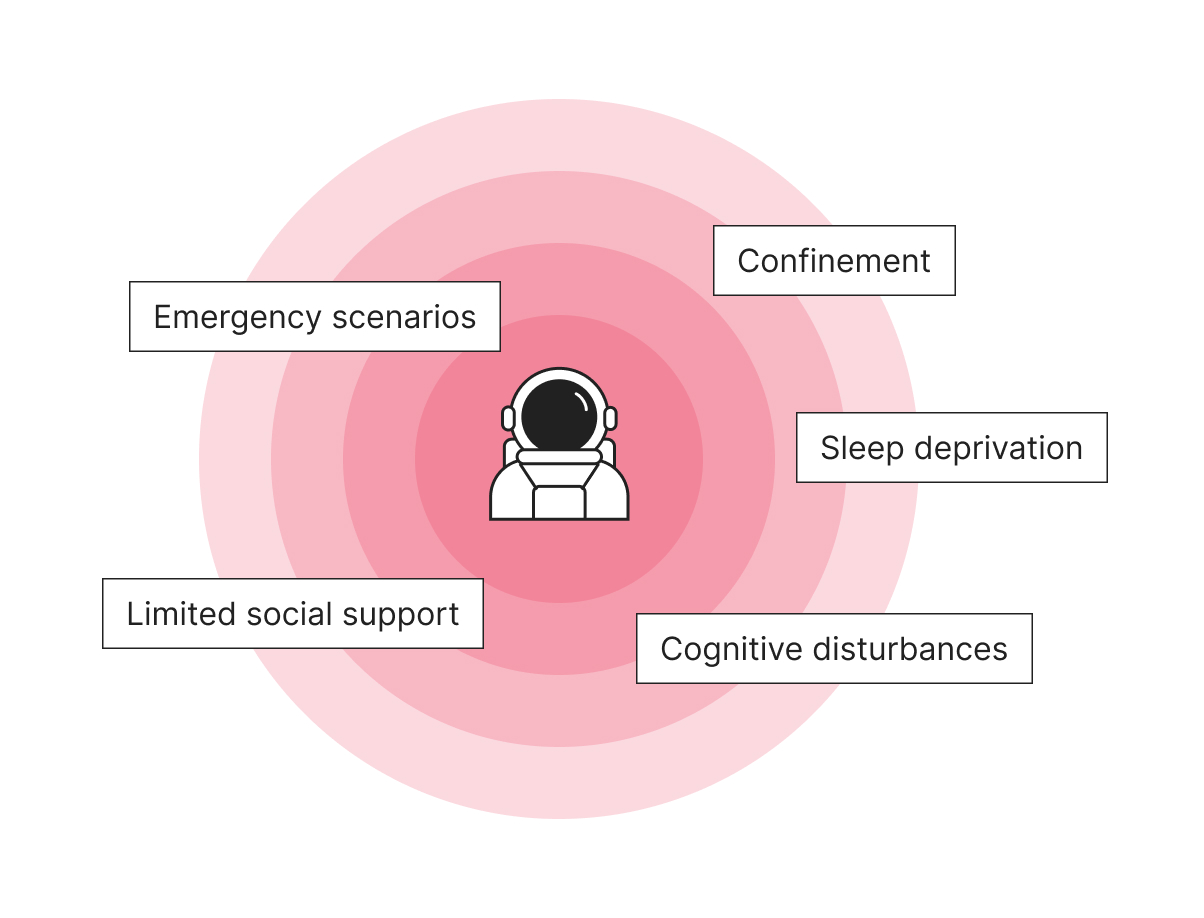 Confinement
Emergency scenarios
Sleep deprivation
Limited social support
Cognitive disturbances